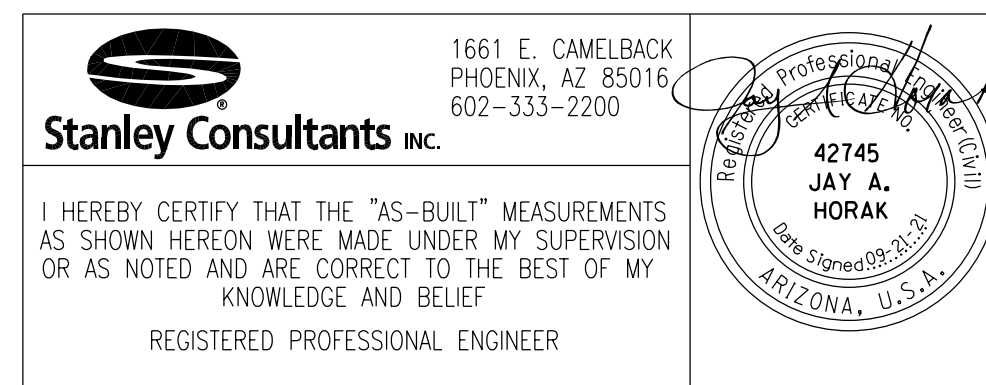 1661 E. CAMELBACK
PHOENIX, AZ 85016
602-333-2200
®
Stanley Consultants INC.
I HEREBY CERTIFY THAT THE "AS-BUILT" MEASUREMENTS
AS SHOWN HEREON WERE MADE UNDER MY SUPERVISION
OR AS NOTED AND ARE CORRECT TO THE BEST OF MY
KNOWLEDGE AND BELIEF
REGISTERED PROFESSIONAL ENGINEER
Registered Professional Engineer (Civil)
CERTIFICATE NO.
42745
JAY A.
HORAK
Date Signed 09-21-21
ARIZONA, U.S.A.
Jay A Horak